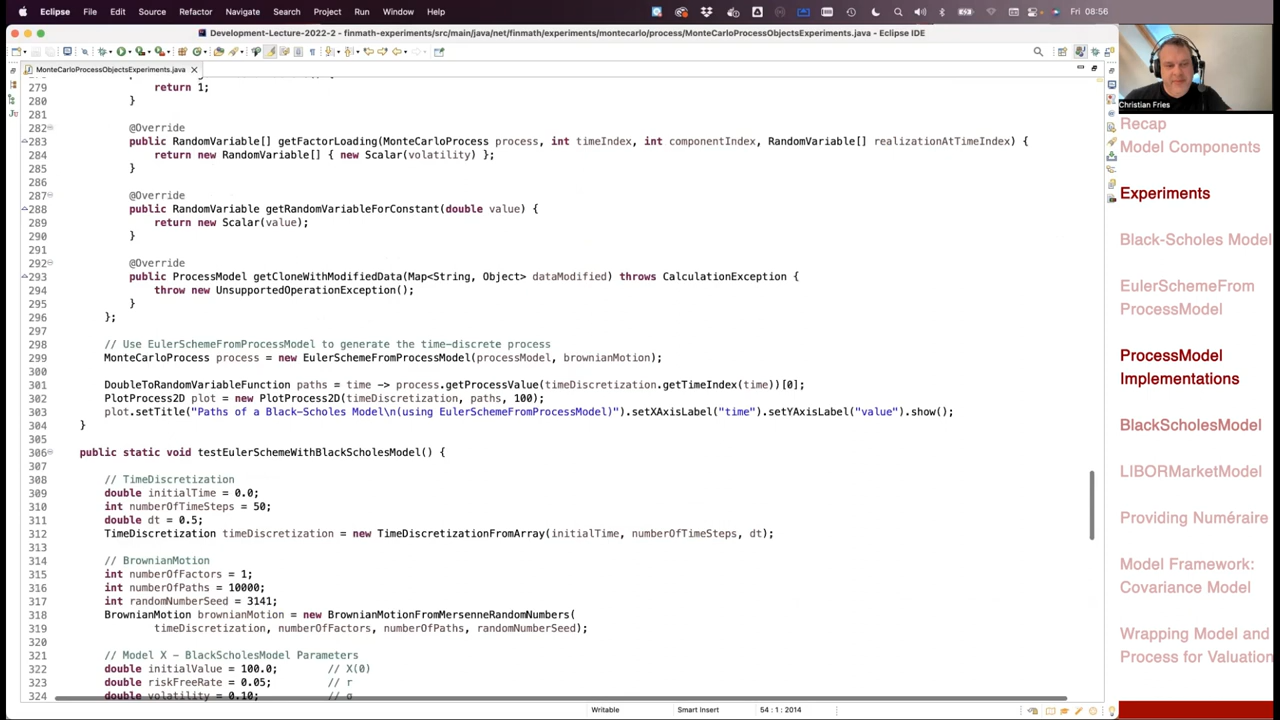 Eclipse File Edit Source Refactor Navigate Search Project Run Window Help Fri 08:56
Development-Lecture-2022-2 – finmath-experiments/src/main/java/net/finmath/experiments/montecarlo/process/MonteCarloProcessObjectsExperiments.java – Eclipse IDE
MonteCarloProcessObjectsExperiments.java
279 return 1;
280 }
281
282 @Override
283 public RandomVariable[] getFactorLoading(MonteCarloProcess process, int timeIndex, int componentIndex, RandomVariable[] realizationAtTimeIndex) {
284 return new RandomVariable[] { new Scalar(volatility) };
285 }
286
287 @Override
288 public RandomVariable getRandomVariableForConstant(double value) {
289 return new Scalar(value);
290 }
291
292 @Override
293 public ProcessModel getCloneWithModifiedData(Map<String, Object> dataModified) throws CalculationException {
294 throw new UnsupportedOperationException();
295 }
296 };
297
298 // Use EulerSchemeFromProcessModel to generate the time-discrete process
299 MonteCarloProcess process = new EulerSchemeFromProcessModel(processModel, brownianMotion);
300
301 DoubleToRandomVariableFunction paths = time -> process.getProcessValue(timeDiscretization.getTimeIndex(time))[0];
302 PlotProcess2D plot = new PlotProcess2D(timeDiscretization, paths, 100);
303 plot.setTitle("Paths of a Black-Scholes Model\n(using EulerSchemeFromProcessModel)").setXAxisLabel("time").setYAxisLabel("value").show();
304 }
305
306 public static void testEulerSchemeWithBlackScholesModel() {
307
308 // TimeDiscretization
309 double initialTime = 0.0;
310 int numberOfTimeSteps = 50;
311 double dt = 0.5;
312 TimeDiscretization timeDiscretization = new TimeDiscretizationFromArray(initialTime, numberOfTimeSteps, dt);
313
314 // BrownianMotion
315 int numberOfFactors = 1;
316 int numberOfPaths = 10000;
317 int randomNumberSeed = 3141;
318 BrownianMotion brownianMotion = new BrownianMotionFromMersenneRandomNumbers(
319 timeDiscretization, numberOfFactors, numberOfPaths, randomNumberSeed);
320
321 // Model X - BlackScholesModel Parameters
322 double initialValue = 100.0; // X(0)
323 double riskFreeRate = 0.05; // r
324 double volatility = 0.10; // σ
Writable Smart Insert 54 : 1 : 2014
Christian Fries
Recap
Model Components
Experiments
Black-Scholes Model
EulerSchemeFrom
ProcessModel
ProcessModel
Implementations
BlackScholesModel
LIBORMarketModel
Providing Numéraire
Model Framework:
Covariance Model
Wrapping Model and
Process for Valuation